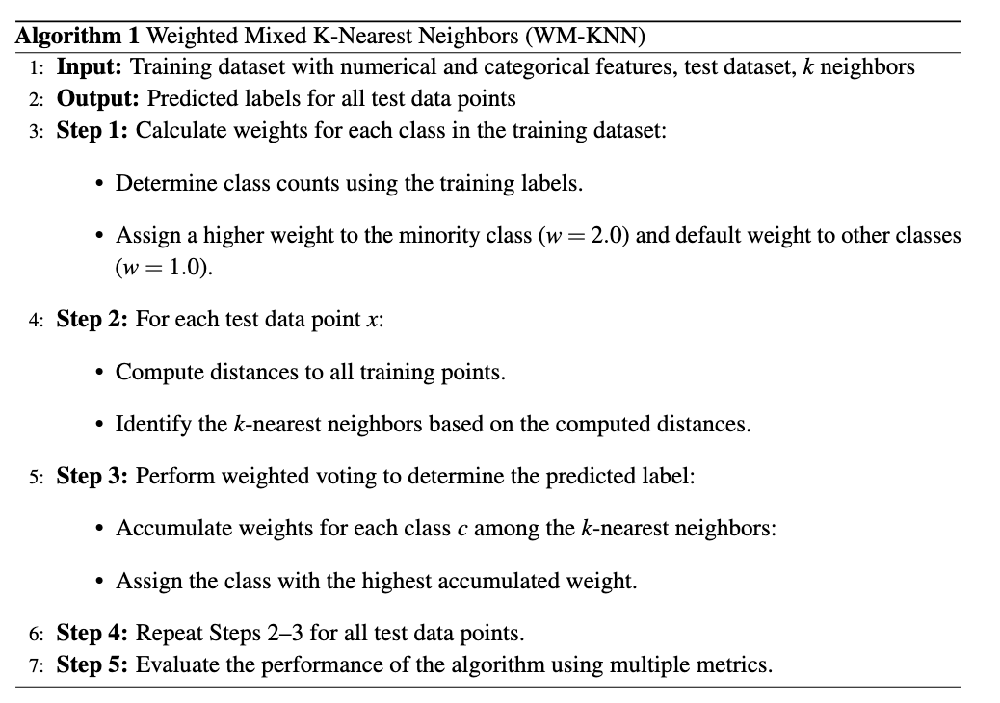 Algorithm 1 Weighted Mixed K-Nearest Neighbors (WM-KNN)
1: Input: Training dataset with numerical and categorical features, test dataset, k neighbors
2: Output: Predicted labels for all test data points
3: Step 1: Calculate weights for each class in the training dataset:
• Determine class counts using the training labels.
• Assign a higher weight to the minority class (w = 2.0) and default weight to other classes
(w = 1.0).
4: Step 2: For each test data point x:
• Compute distances to all training points.
• Identify the k-nearest neighbors based on the computed distances.
5: Step 3: Perform weighted voting to determine the predicted label:
• Accumulate weights for each class c among the k-nearest neighbors:
• Assign the class with the highest accumulated weight.
6: Step 4: Repeat Steps 2–3 for all test data points.
7: Step 5: Evaluate the performance of the algorithm using multiple metrics.